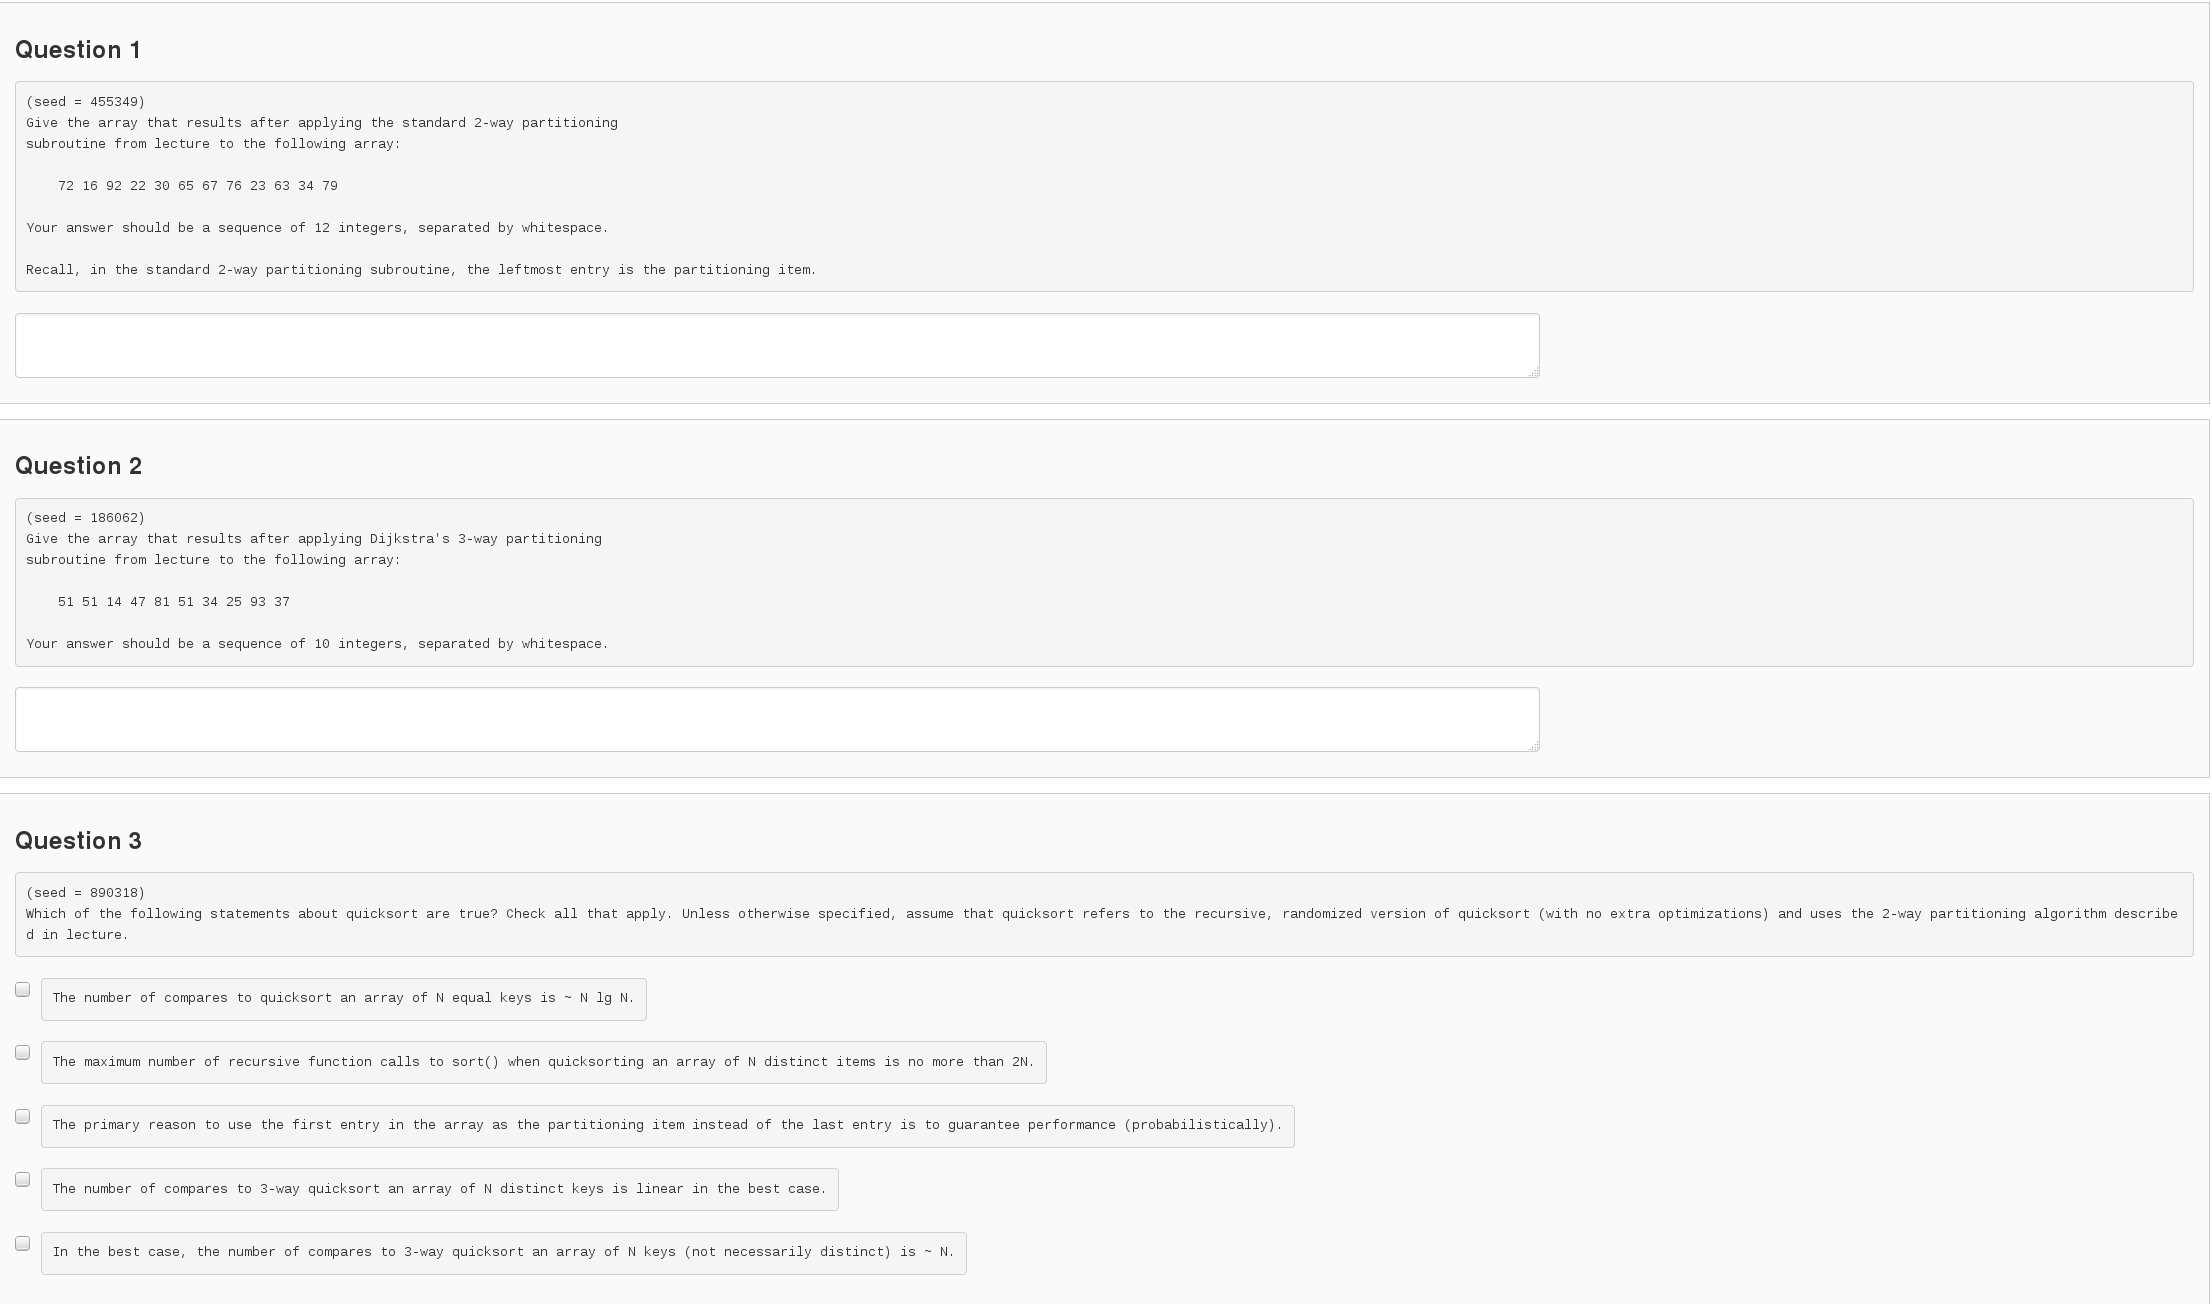 Question 1
(seed = 455349)
Give the array that results after applying the standard 2-way partitioning
subroutine from lecture to the following array:
72 16 92 22 30 65 67 76 23 63 34 79
Your answer should be a sequence of 12 integers, separated by whitespace.
Recall, in the standard 2-way partitioning subroutine, the leftmost entry is the partitioning item.
Question 2
(seed = 186062)
Give the array that results after applying Dijkstra's 3-way partitioning
subroutine from lecture to the following array:
51 51 14 47 81 51 34 25 93 37
Your answer should be a sequence of 10 integers, separated by whitespace.
Question 3
(seed = 890318)
Which of the following statements about quicksort are true? Check all that apply. Unless otherwise specified, assume that quicksort refers to the recursive, randomized version of quicksort (with no extra optimizations) and uses the 2-way partitioning algorithm describe
d in lecture.
The number of compares to quicksort an array of N equal keys is ~ N lg N.
The maximum number of recursive function calls to sort() when quicksorting an array of N distinct items is no more than 2N.
The primary reason to use the first entry in the array as the partitioning item instead of the last entry is to guarantee performance (probabilistically).
The number of compares to 3-way quicksort an array of N distinct keys is linear in the best case.
In the best case, the number of compares to 3-way quicksort an array of N keys (not necessarily distinct) is ~ N.